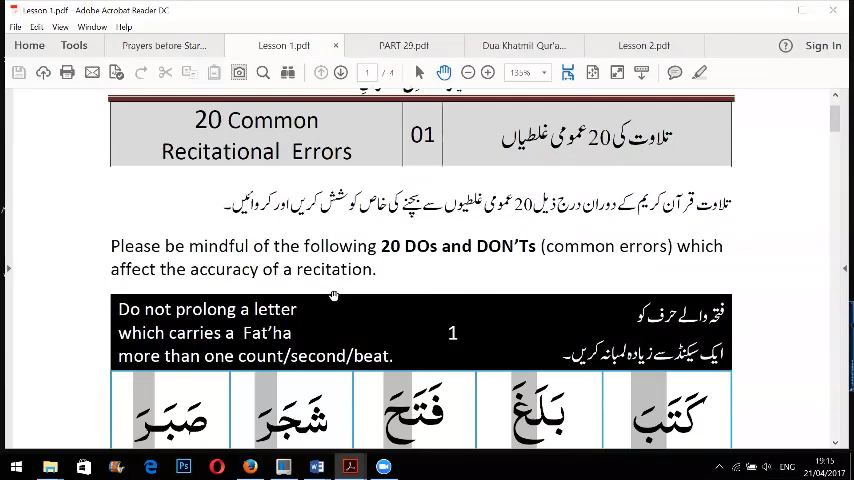 Lesson 1.pdf - Adobe Acrobat Reader DC
File Edit View Window Help
Home Tools Prayers before Star... Lesson 1.pdf × PART 29.pdf Dua Khatmil Qur'a... Lesson 2.pdf Sign In
1 / 4 135%
20 Common
Recitational Errors
01
تلاوت کی 20 عمومی غلطیاں
تلاوت قرآن کریم کے دوران درج ذیل 20 عمومی غلطیوں سے بچنے کی خاص کوشش کریں اور کروائیں۔
Please be mindful of the following 20 DOs and DON'Ts (common errors) which
affect the accuracy of a recitation.
Do not prolong a letter
which carries a Fat'ha
more than one count/second/beat.
1
فتحہ والے حرف کو
ایک سیکنڈ سے زیادہ لمبا نہ کریں۔
كَتَبَ بَلَغَ فَتَحَ شَجَرَ صَبَرَ
ENG
19:15
21/04/2017